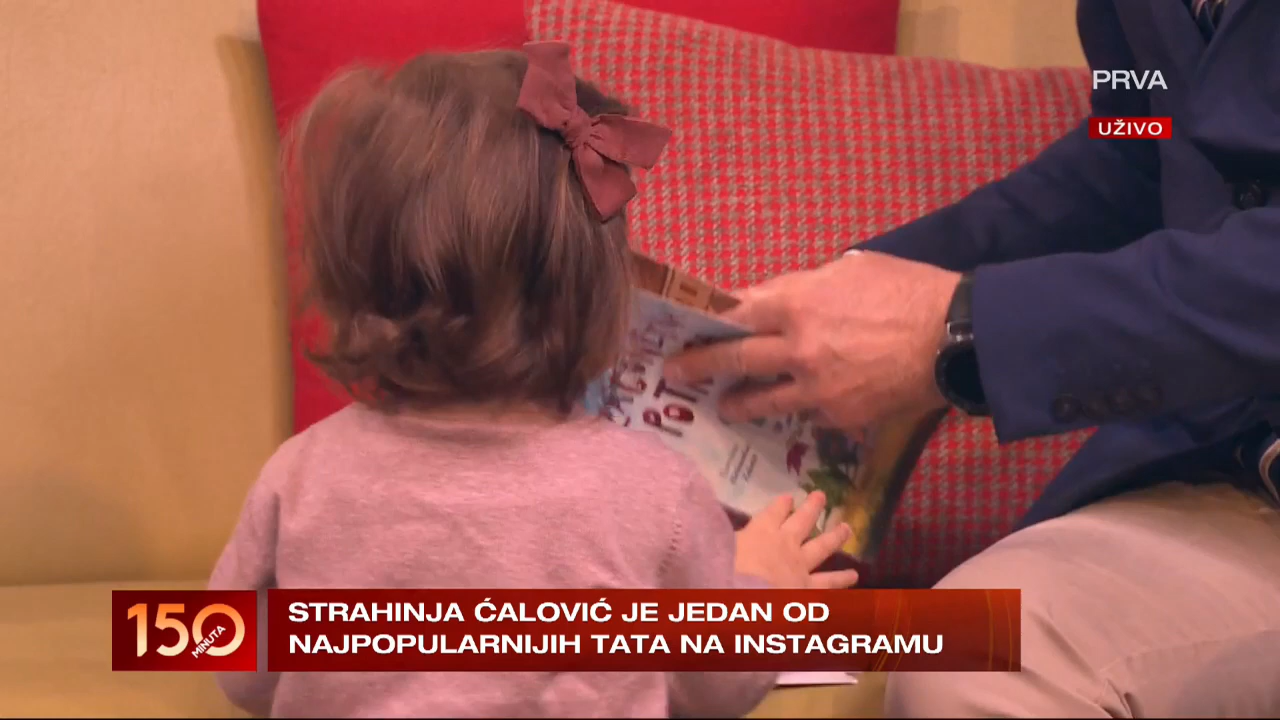 PRVA
UŽIVO
150
MINUTA
STRAHINJA ĆALOVIĆ JE JEDAN OD
NAJPOPULARNIJIH TATA NA INSTAGRAMU